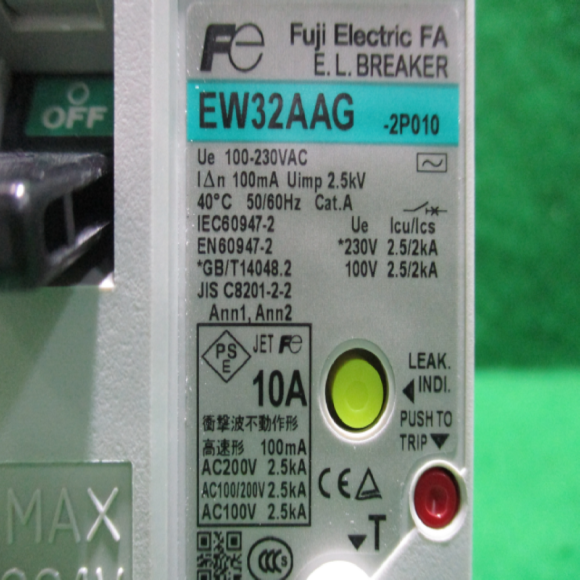 Fe Fuji Electric FA
E.L.BREAKER
OFF
EW32AAG -2P010
Ue 100-230VAC
IΔn 100mA Uimp 2.5kV
40°C 50/60Hz Cat.A
IEC60947-2 Ue Icu/Ics
EN60947-2 *230V 2.5/2kA
*GB/T14048.2 100V 2.5/2kA
JIS C8201-2-2
Ann1, Ann2
PS
E
JET Fe
10A
衝撃波不動作形
高速形 100mA
AC200V 2.5kA
AC100/200V 2.5kA
AC100V 2.5kA
LEAK.
◀INDI.
PUSH TO
TRIP▼
CE
CCC S
▼T
MAX